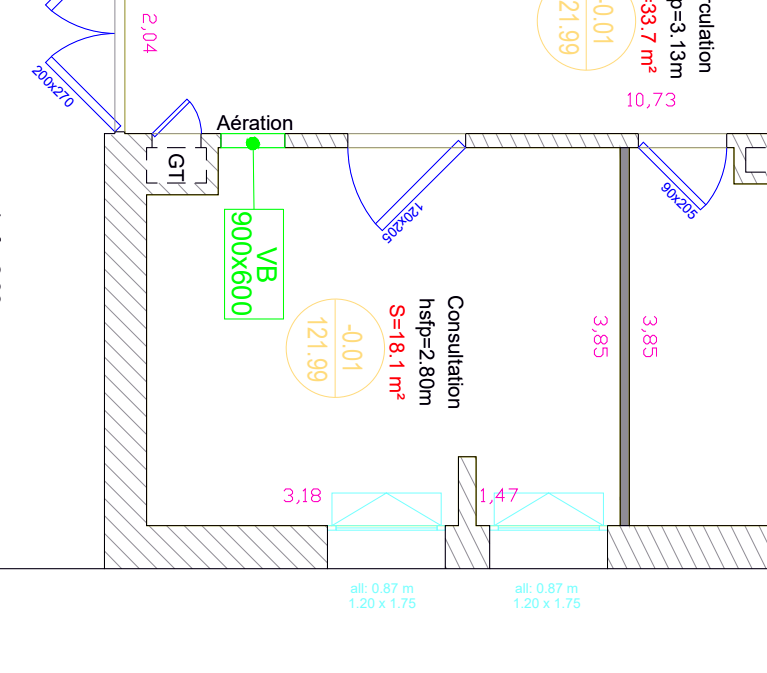 2,04
200x270
Aération
GT
VB
900x600
120x205
-0.01
121.99
rculation
p=3.13m
=33.7 m²
10,73
90x205
-0.01
121.99
Consultation
hsfp=2.80m
S=18.1 m²
3,85
3,85
3,18
1,47
all: 0.87 m
1.20 x 1.75
all: 0.87 m
1.20 x 1.75